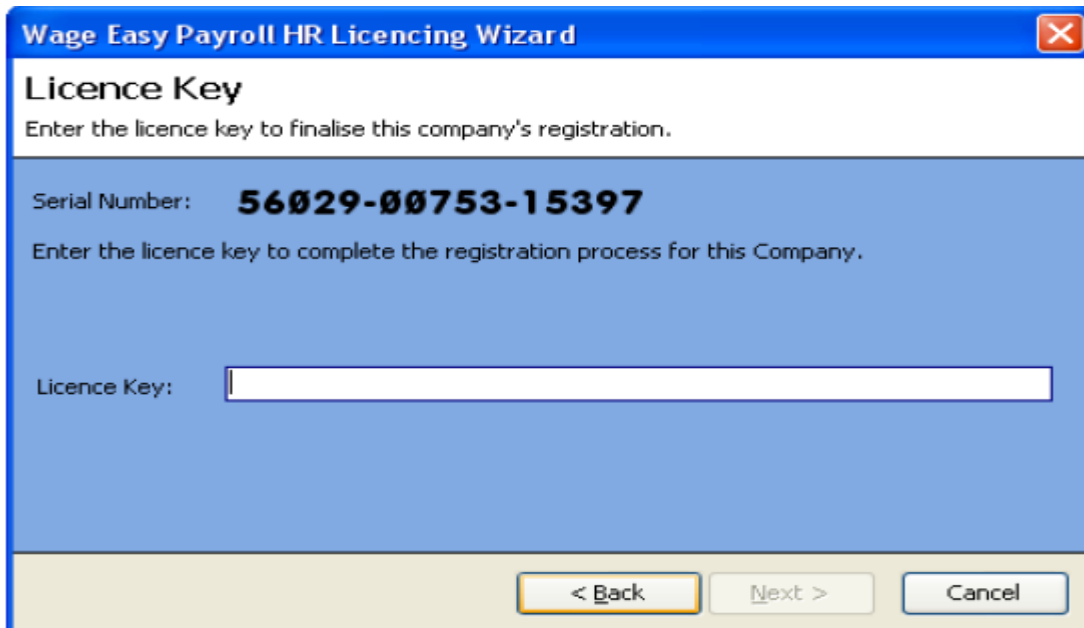 Wage Easy Payroll HR Licencing Wizard
Licence Key
Enter the licence key to finalise this company's registration.
Serial Number: 56029-00753-15397
Enter the licence key to complete the registration process for this Company.
Licence Key:
< Back Next > Cancel